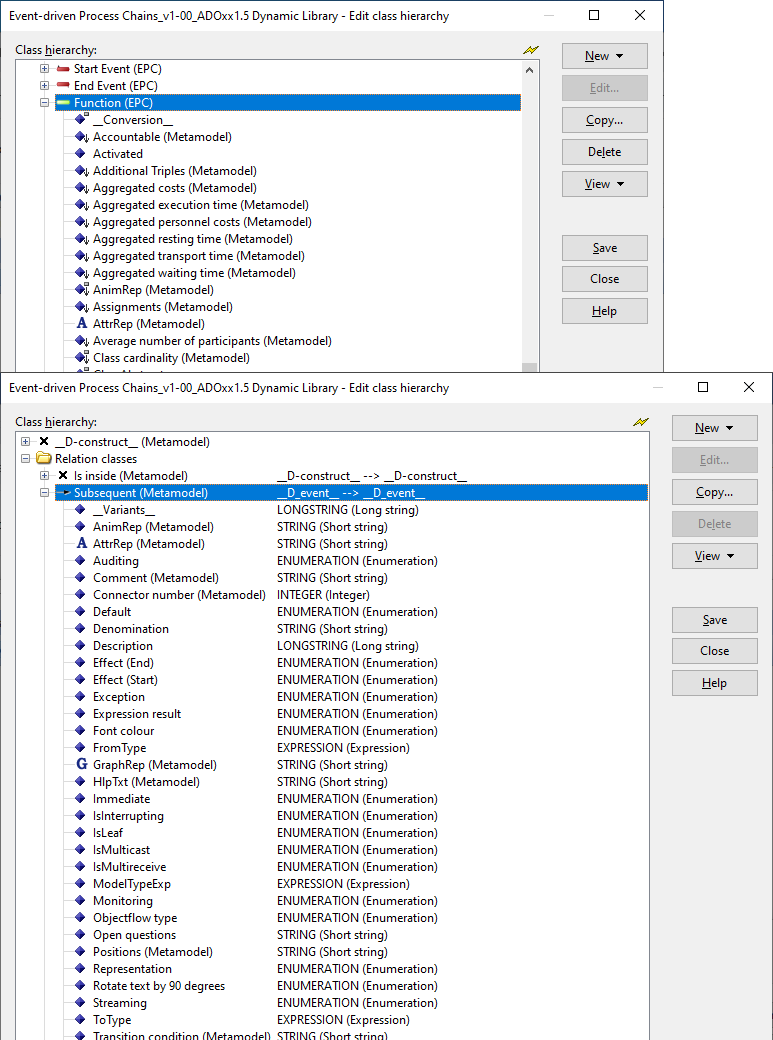 Event-driven Process Chains_v1-00_ADOxx1.5 Dynamic Library - Edit class hierarchy
Class hierarchy:
Start Event (EPC)
End Event (EPC)
Function (EPC)
__Conversion__
Accountable (Metamodel)
Activated
Additional Triples (Metamodel)
Aggregated costs (Metamodel)
Aggregated execution time (Metamodel)
Aggregated personnel costs (Metamodel)
Aggregated resting time (Metamodel)
Aggregated transport time (Metamodel)
Aggregated waiting time (Metamodel)
AnimRep (Metamodel)
Assignments (Metamodel)
A AttrRep (Metamodel)
Average number of participants (Metamodel)
Class cardinality (Metamodel)
New
Edit...
Copy...
Delete
View
Save
Close
Help
Event-driven Process Chains_v1-00_ADOxx1.5 Dynamic Library - Edit class hierarchy
Class hierarchy:
__D-construct__ (Metamodel)
Relation classes
Is inside (Metamodel) __D-construct__ --> __D-construct__
Subsequent (Metamodel) __D_event__ --> __D_event__
__Variants__ LONGSTRING (Long string)
AnimRep (Metamodel) STRING (Short string)
A AttrRep (Metamodel) STRING (Short string)
Auditing ENUMERATION (Enumeration)
Comment (Metamodel) STRING (Short string)
Connector number (Metamodel) INTEGER (Integer)
Default ENUMERATION (Enumeration)
Denomination STRING (Short string)
Description LONGSTRING (Long string)
Effect (End) ENUMERATION (Enumeration)
Effect (Start) ENUMERATION (Enumeration)
Exception ENUMERATION (Enumeration)
Expression result ENUMERATION (Enumeration)
Font colour ENUMERATION (Enumeration)
FromType EXPRESSION (Expression)
G GraphRep (Metamodel) STRING (Short string)
HlpTxt (Metamodel) STRING (Short string)
Immediate ENUMERATION (Enumeration)
IsInterrupting ENUMERATION (Enumeration)
IsLeaf ENUMERATION (Enumeration)
IsMulticast ENUMERATION (Enumeration)
IsMultireceive ENUMERATION (Enumeration)
ModelTypeExp EXPRESSION (Expression)
Monitoring ENUMERATION (Enumeration)
Objectflow type ENUMERATION (Enumeration)
Open questions STRING (Short string)
Positions (Metamodel) STRING (Short string)
Representation ENUMERATION (Enumeration)
Rotate text by 90 degrees ENUMERATION (Enumeration)
Streaming ENUMERATION (Enumeration)
ToType EXPRESSION (Expression)
Transition condition (Metamodel) STRING (Short string)
New
Edit...
Copy...
Delete
View
Save
Close
Help